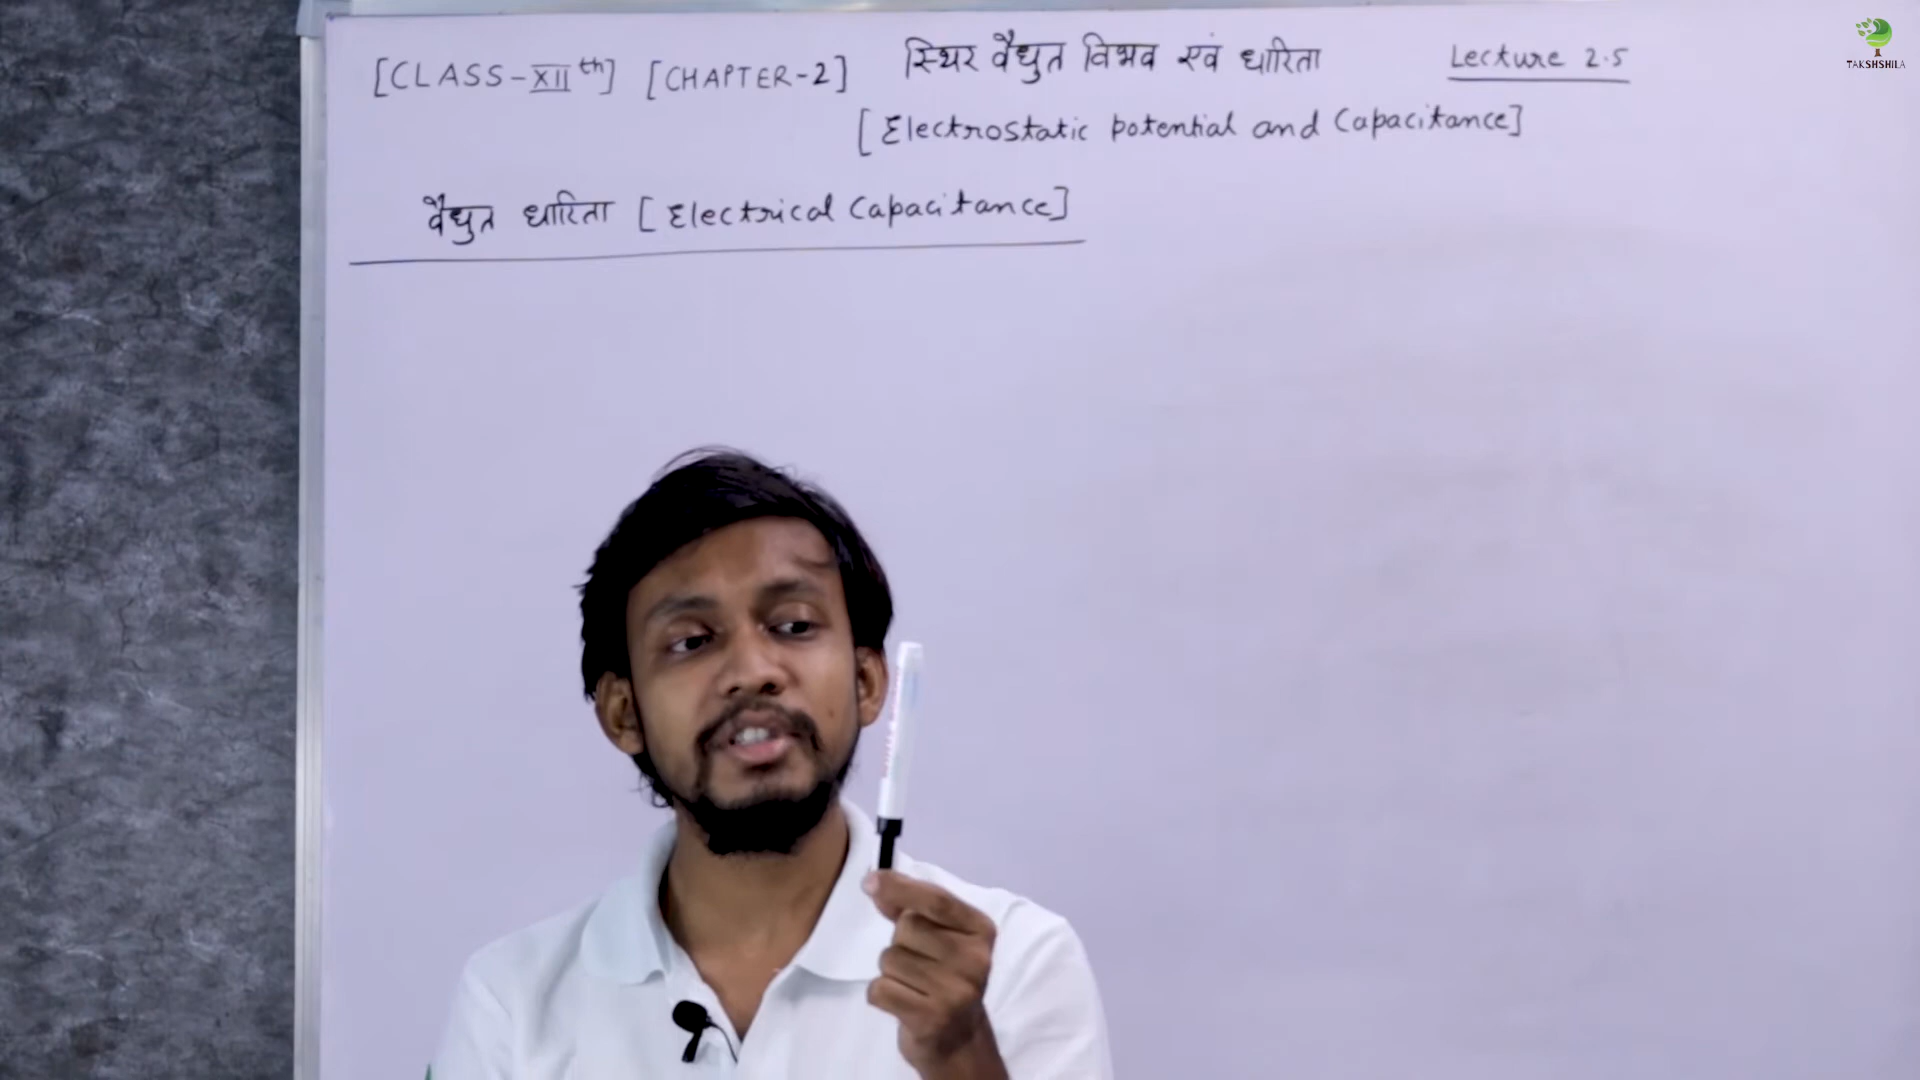 [CLASS-XIIth] [CHAPTER-2] स्थिर वैद्युत विभव एवं धारिता Lecture 2.5
[Electrostatic potential and Capacitance]
वैद्युत धारिता [Electrical Capacitance]
TAKSHSHILA